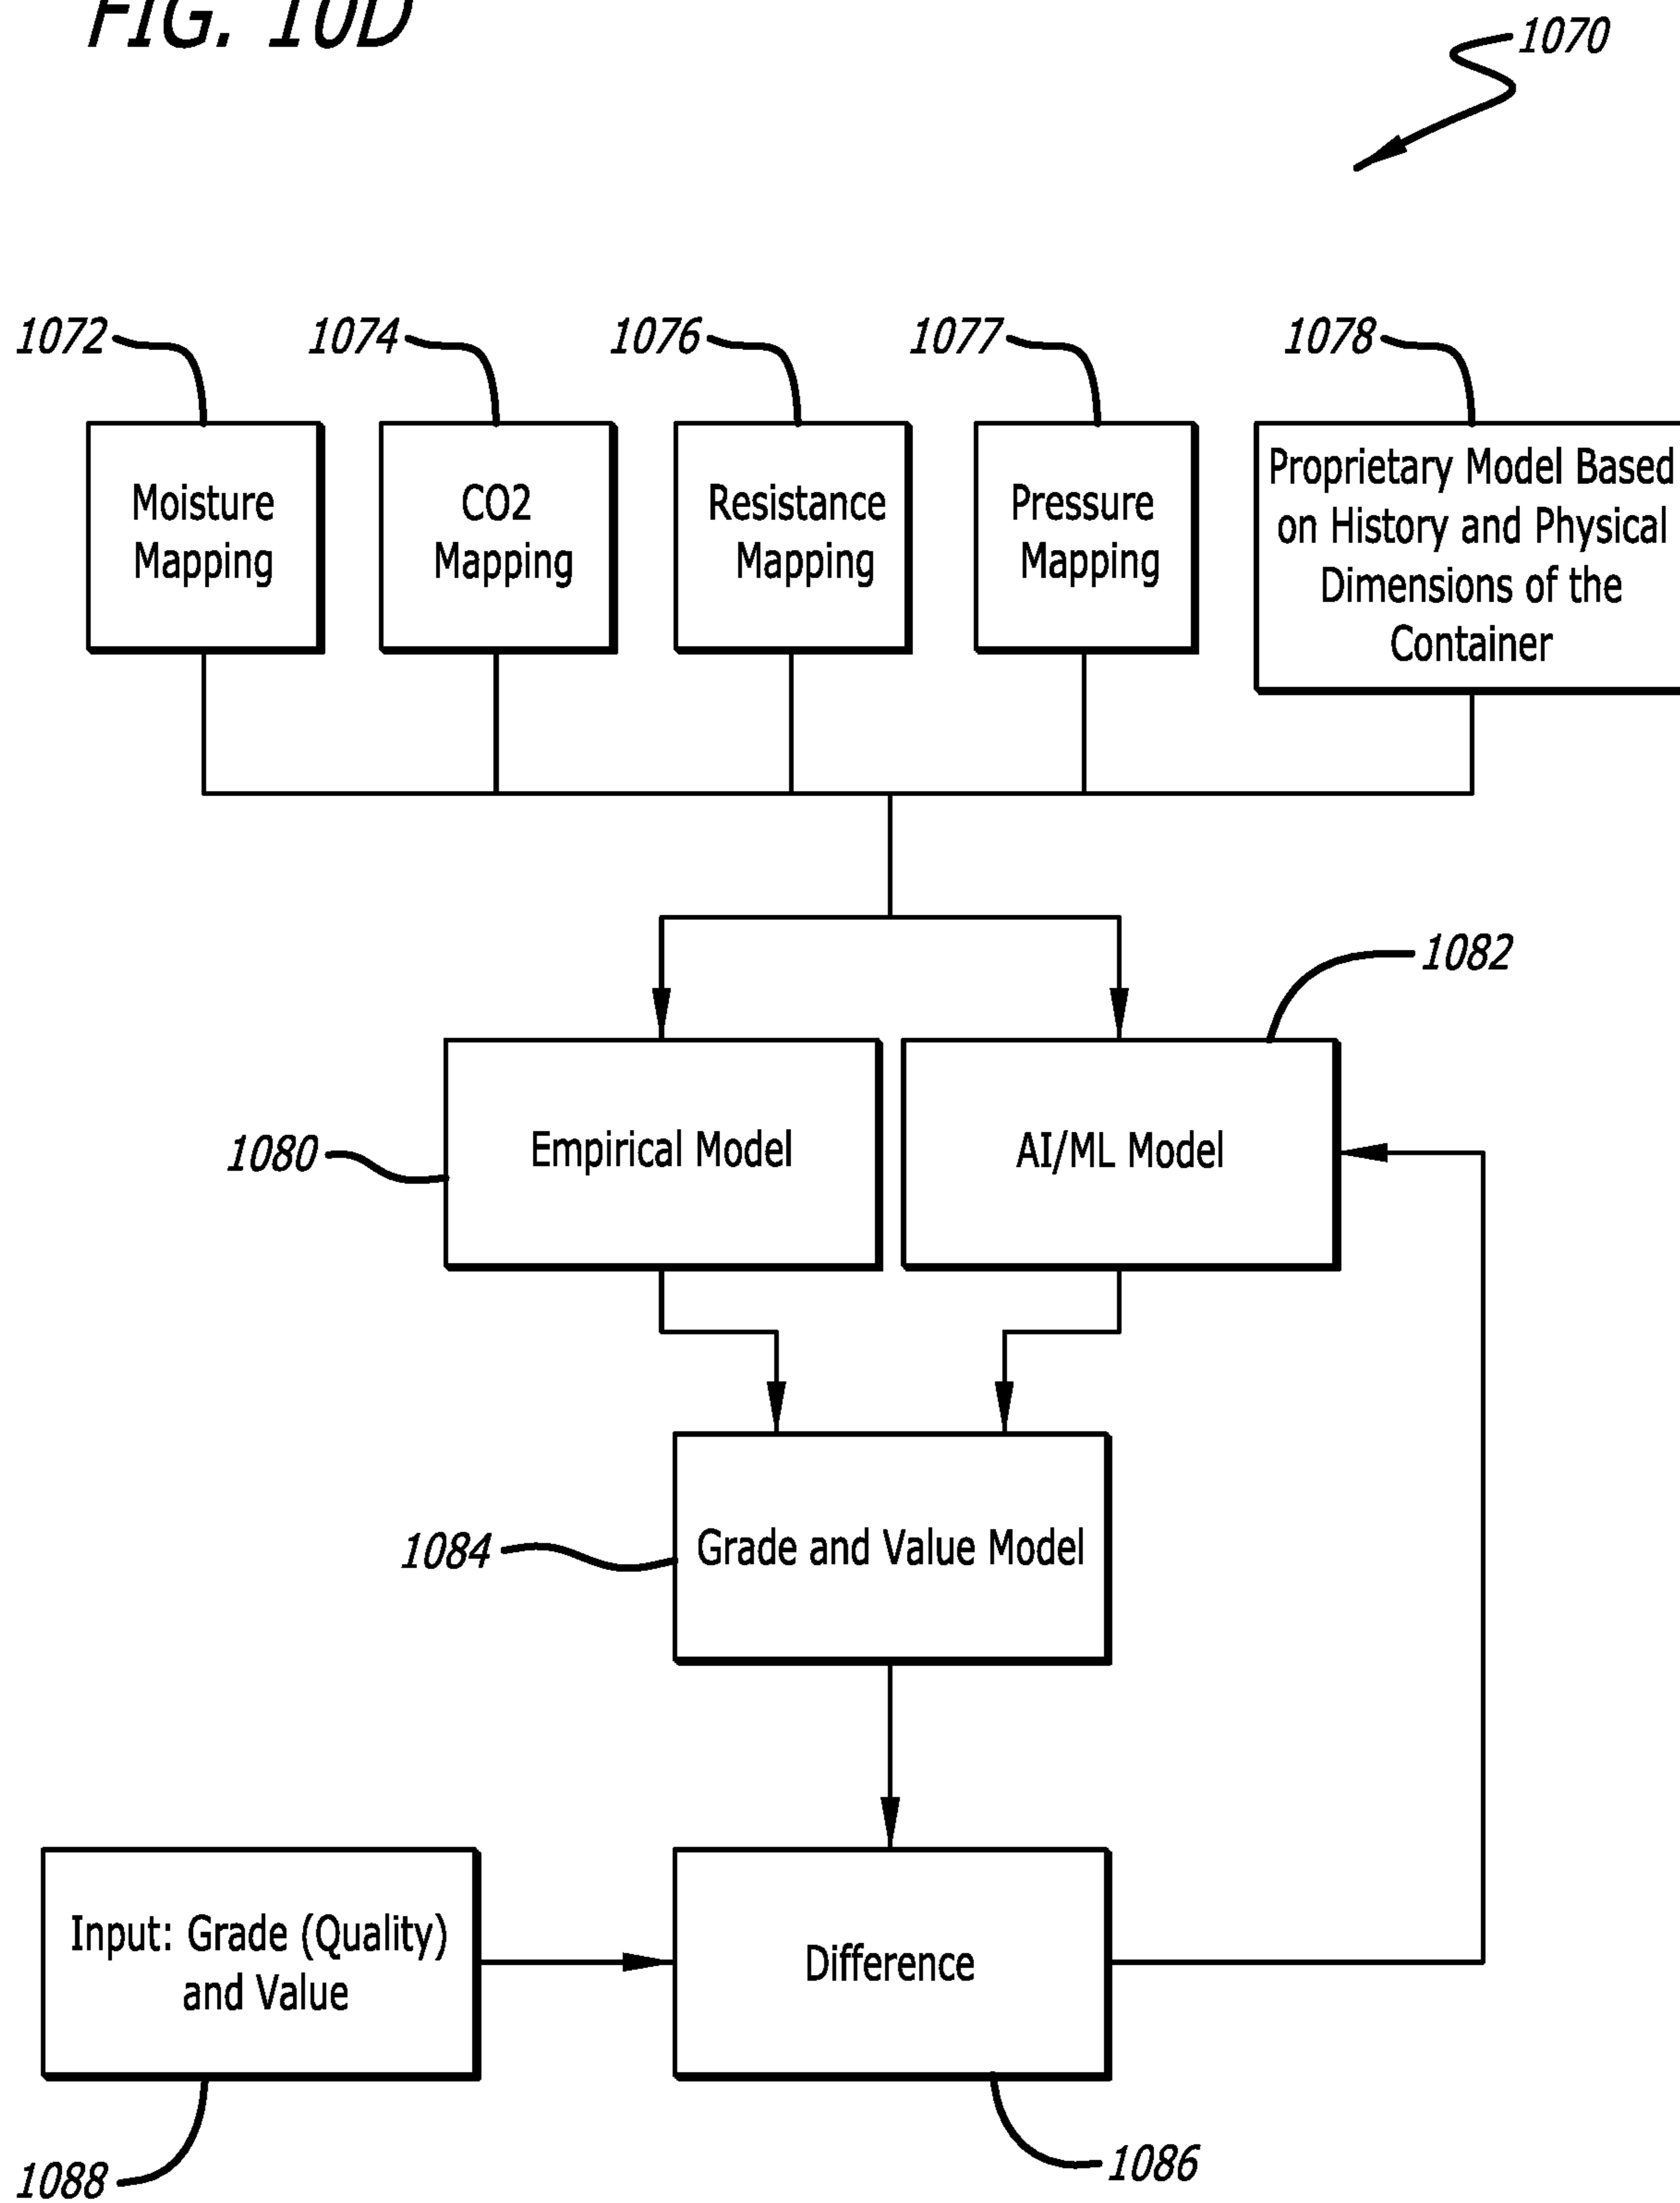 FIG. 10D
1070
1072
1074
1076
1077
1078
Moisture
Mapping
CO2
Mapping
Resistance
Mapping
Pressure
Mapping
Proprietary Model Based
on History and Physical
Dimensions of the
Container
1082
1080
Empirical Model
AI/ML Model
1084
Grade and Value Model
Input: Grade (Quality)
and Value
Difference
1088
1086